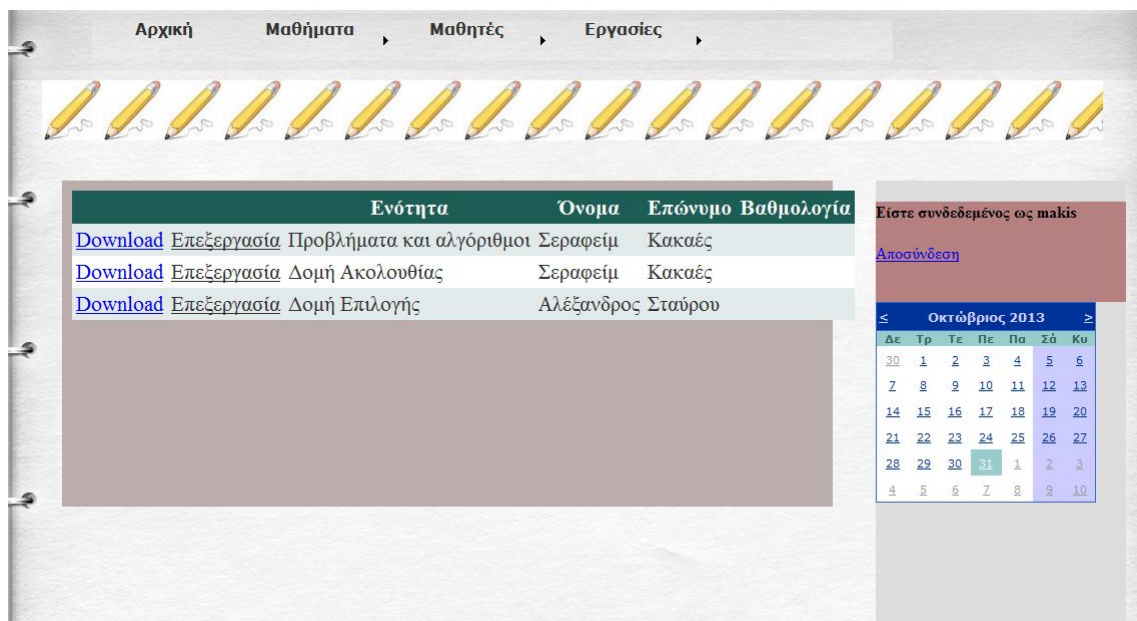 Αρχική Μαθήματα Μαθητές Εργασίες
Ενότητα Όνομα Επώνυμο Βαθμολογία
Download Επεξεργασία Προβλήματα και αλγόριθμοι Σεραφείμ Κακαές
Download Επεξεργασία Δομή Ακολουθίας Σεραφείμ Κακαές
Download Επεξεργασία Δομή Επιλογής Αλέξανδρος Σταύρου
Είστε συνδεδεμένος ως makis
Αποσύνδεση
< Οκτώβριος 2013 >
Δε Τρ Τε Πε Πα Σά Κυ
30 1 2 3 4 5 6
7 8 9 10 11 12 13
14 15 16 17 18 19 20
21 22 23 24 25 26 27
28 29 30 31 1 2 3
4 5 6 7 8 9 10